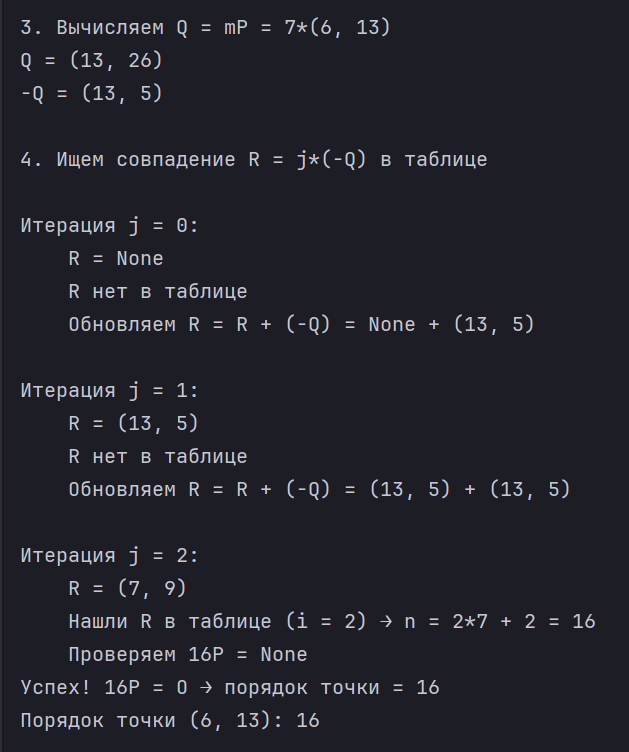 3. Вычисляем Q = mP = 7*(6, 13)
Q = (13, 26)
-Q = (13, 5)
4. Ищем совпадение R = j*(-Q) в таблице
Итерация j = 0:
R = None
R нет в таблице
Обновляем R = R + (-Q) = None + (13, 5)
Итерация j = 1:
R = (13, 5)
R нет в таблице
Обновляем R = R + (-Q) = (13, 5) + (13, 5)
Итерация j = 2:
R = (7, 9)
Нашли R в таблице (i = 2) → n = 2*7 + 2 = 16
Проверяем 16P = None
Успех! 16P = O → порядок точки = 16
Порядок точки (6, 13): 16